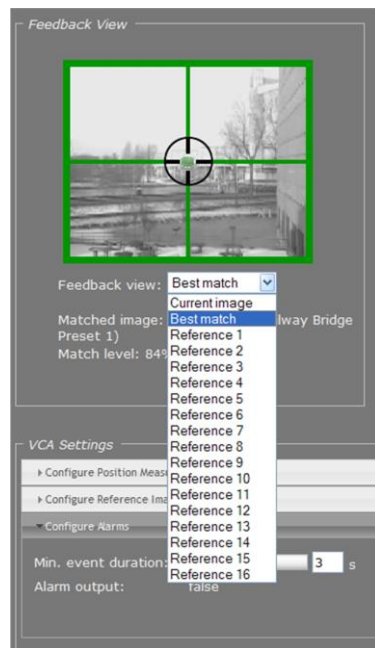 Feedback View
Feedback view: Best match
Current image
Best match
Reference 1
Reference 2
Reference 3
Reference 4
Reference 5
Reference 6
Reference 7
Reference 8
Reference 9
Reference 10
Reference 11
Reference 12
Reference 13
Reference 14
Reference 15
Reference 16
Matched image: lway Bridge
Preset 1)
Match level: 84%
VCA Settings
Configure Position Meas
Configure Reference Ima
Configure Alarms
Min. event duration: 3 s
Alarm output: false